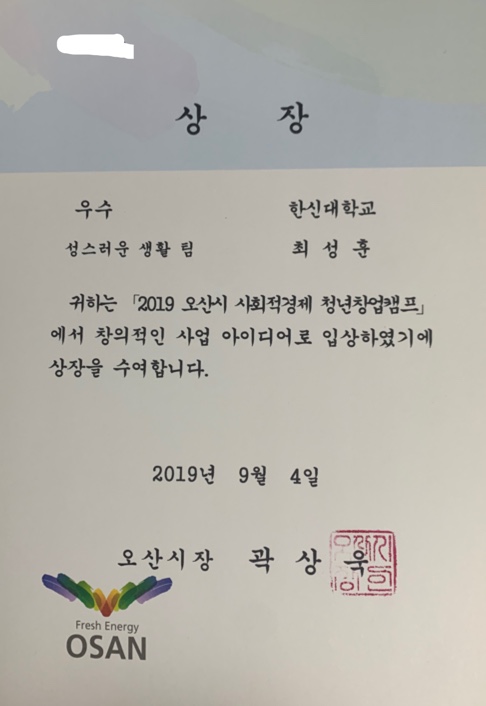 상 장
우수 한신대학교
성스러운 생활 팀 최 성 훈
귀하는 「2019 오산시 사회적경제 청년창업캠프」
에서 창의적인 사업 아이디어로 입상하였기에
상장을 수여합니다.
2019년 9월 4일
오산시장 곽 상 욱
Fresh Energy
OSAN